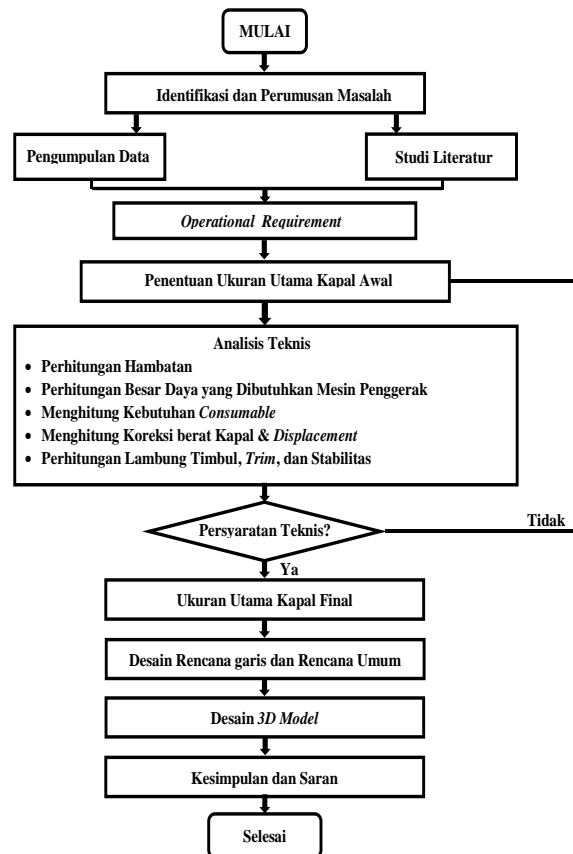 MULAI
Identifikasi dan Perumusan Masalah
Pengumpulan Data
Studi Literatur
Operational Requirement
Penentuan Ukuran Utama Kapal Awal
Analisis Teknis
• Perhitungan Hambatan
• Perhitungan Besar Daya yang Dibutuhkan Mesin Penggerak
• Menghitung Kebutuhan Consumable
• Menghitung Koreksi berat Kapal & Displacement
• Perhitungan Lambung Timbul, Trim, dan Stabilitas
Persyaratan Teknis?
Tidak
Ya
Ukuran Utama Kapal Final
Desain Rencana garis dan Rencana Umum
Desain 3D Model
Kesimpulan dan Saran
Selesai